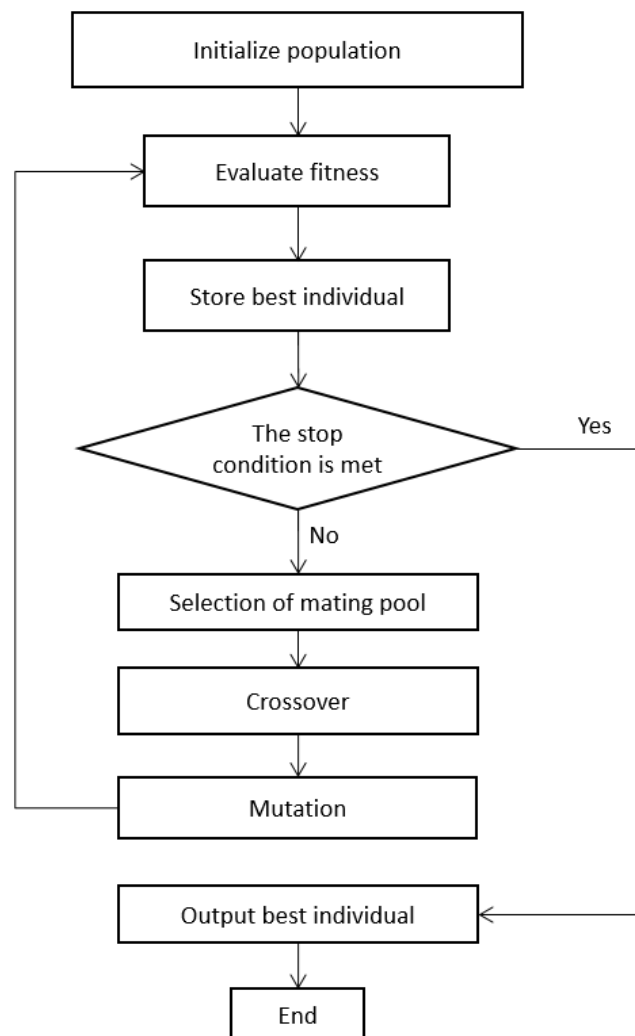 Initialize population
Evaluate fitness
Store best individual
The stop
condition is met
Yes
No
Selection of mating pool
Crossover
Mutation
Output best individual
End